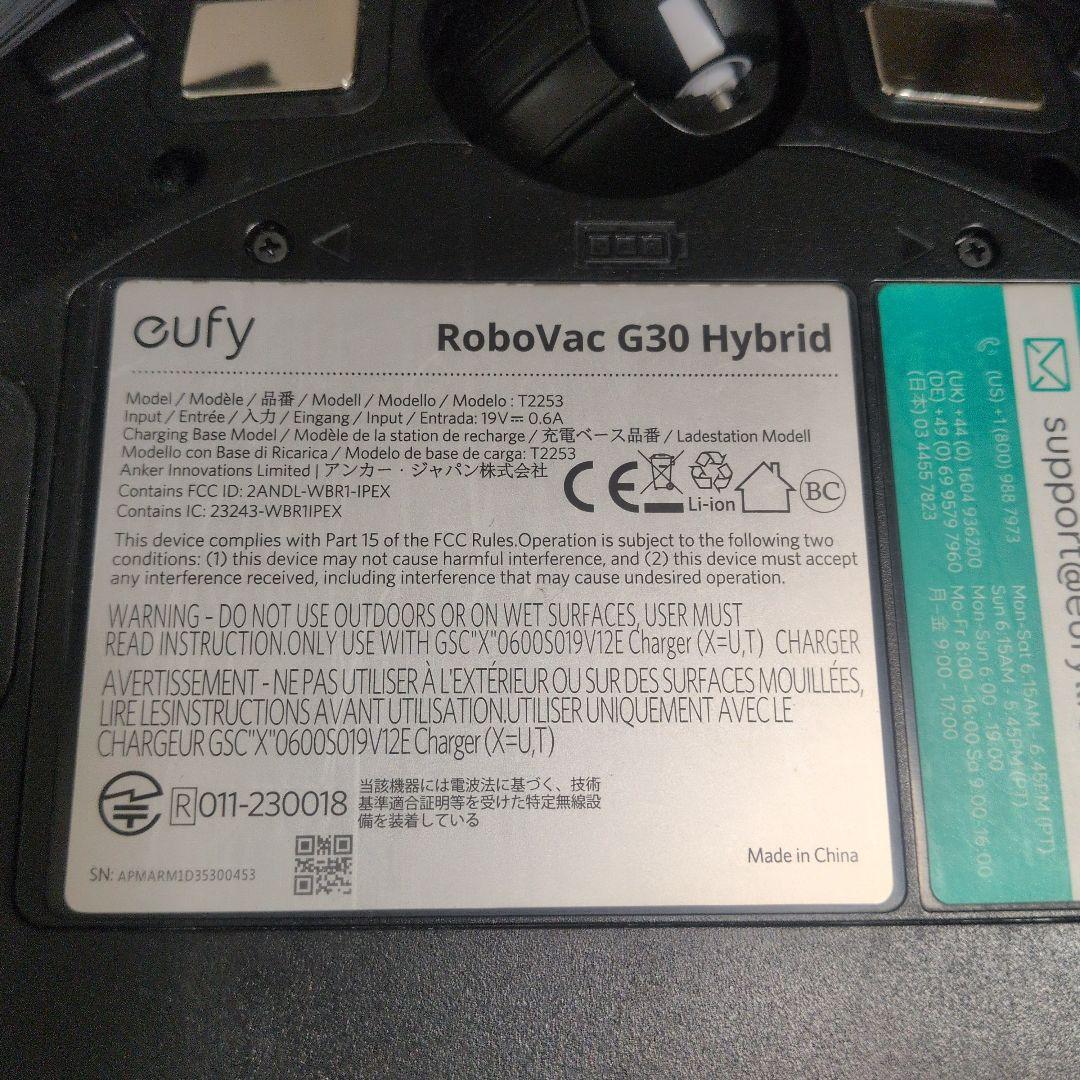 eufy
RoboVac G30 Hybrid
Model / Modèle / 品番 / Modell / Modello / Modelo : T2253
Input / Entrée / 入力 / Eingang / Input / Entrada: 19V⎓ 0.6A
Charging Base Model / Modèle de la station de recharge / 充電ベース品番 / Ladestation Modell
Modello con Base di Ricarica / Modelo de base de carga: T2253
Anker Innovations Limited | アンカー・ジャパン株式会社
Contains FCC ID: 2ANDL-WBR1-IPEX
Contains IC: 23243-WBR1IPEX
CE
Li-ion
BC
This device complies with Part 15 of the FCC Rules.Operation is subject to the following two
conditions: (1) this device may not cause harmful interference, and (2) this device must accept
any interference received, including interference that may cause undesired operation.
WARNING - DO NOT USE OUTDOORS OR ON WET SURFACES, USER MUST
READ INSTRUCTION.ONLY USE WITH GSC"X"0600S019V12E Charger (X=U,T) CHARGER
AVERTISSEMENT - NE PAS UTILISER À L'EXTÉRIEUR OU SUR DES SURFACES MOUILLÉES,
LIRE LESINSTRUCTIONS AVANT UTILISATION.UTILISER UNIQUEMENT AVEC LE
CHARGEUR GSC"X"0600S019V12E Charger (X=U,T)
R 011-230018
当該機器には電波法に基づく、技術
基準適合証明等を受けた特定無線設
備を装着している
SN: APMARM1D35300453
Made in China
support@eufy
(US) +1 (800) 988 7973
Mon-Sat 6:15AM - 6:45PM (PT)
Sun 6:15AM - 5:45PM
(UK) +44 (0) 1604 936200
Mon-Sun 6:00 - 19:00
(DE) +49 (0) 69 9579 7960
Mo-Fr 8:00 - 16:00
16:00
(日本) 03 4455 7823
月-金 9:00 - 17:00